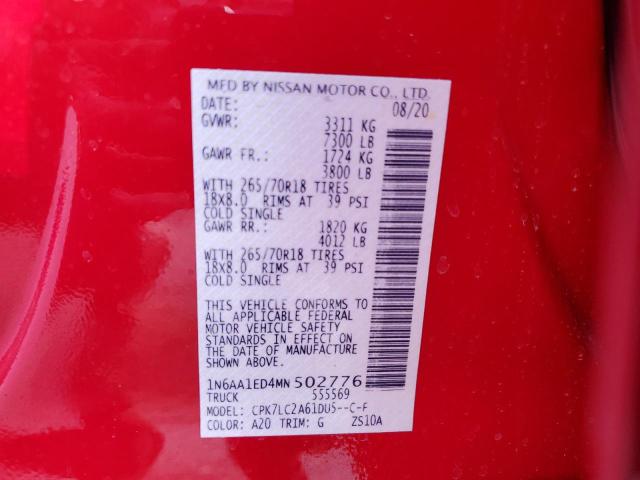 MFD BY NISSAN MOTOR CO., LTD.
DATE: 08/20
GVWR: 3311 KG
7300 LB
GAWR FR.: 1724 KG
3800 LB
WITH 265/70R18 TIRES
18X8.0 RIMS AT 39 PSI
COLD SINGLE
GAWR RR.: 1820 KG
4012 LB
WITH 265/70R18 TIRES
18X8.0 RIMS AT 39 PSI
COLD SINGLE
THIS VEHICLE CONFORMS TO
ALL APPLICABLE FEDERAL
MOTOR VEHICLE SAFETY
STANDARDS IN EFFECT ON
THE DATE OF MANUFACTURE
SHOWN ABOVE.
1N6AA1ED4MN 502776
TRUCK 555569
MODEL: CPK7LC2A61DUS--C-F
COLOR: A20 TRIM: G ZS10A